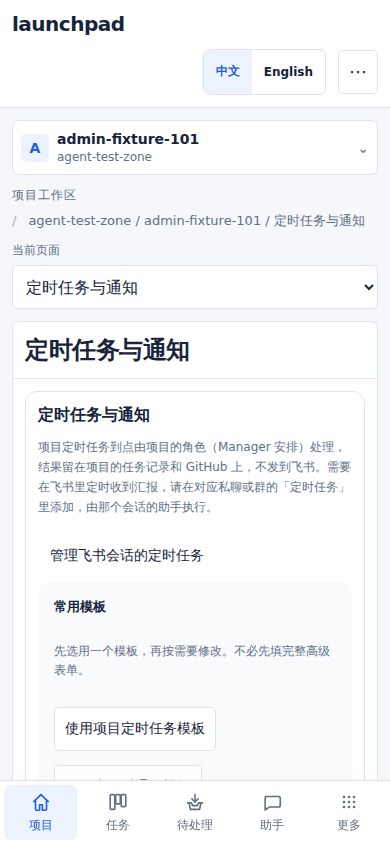 launchpad
中文 English ...
A admin-fixture-101
agent-test-zone
项目工作区
/ agent-test-zone / admin-fixture-101 / 定时任务与通知
当前页面
定时任务与通知
定时任务与通知
定时任务与通知
项目定时任务到点由项目的角色（Manager 安排）处理，
结果留在项目的任务记录和 GitHub 上，不发到飞书。需要
在飞书里定时收到汇报，请在对应私聊或群的「定时任务」
里添加，由那个会话的助手执行。
管理飞书会话的定时任务
常用模板
先选用一个模板，再按需要修改。不必先填完整高级
表单。
使用项目定时任务模板
项目 任务 待处理 助手 更多